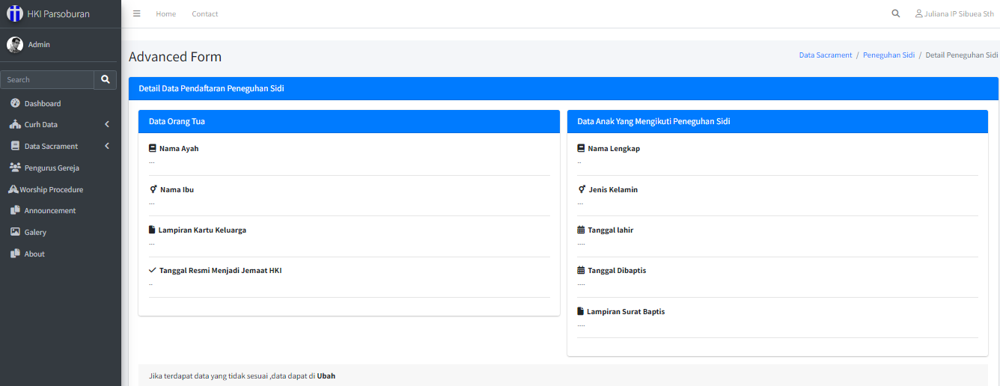 HKI Parsoburan
Home
Contact
Juliana IP Sibuea Sth
Admin
Search
Dashboard
Curh Data
Data Sacrament
Pengurus Gereja
Worship Procedure
Announcement
Galery
About
Advanced Form
Data Sacrament / Peneguhan Sidi / Detail Peneguhan Sidi
Detail Data Pendaftaran Peneguhan Sidi
Data Orang Tua
Nama Ayah
...
Nama Ibu
...
Lampiran Kartu Keluarga
...
Tanggal Resmi Menjadi Jemaat HKI
..
Data Anak Yang Mengikuti Peneguhan Sidi
Nama Lengkap
..
Jenis Kelamin
...
Tanggal lahir
....
Tanggal Dibaptis
....
Lampiran Surat Baptis
....
Jika terdapat data yang tidak sesuai ,data dapat di Ubah